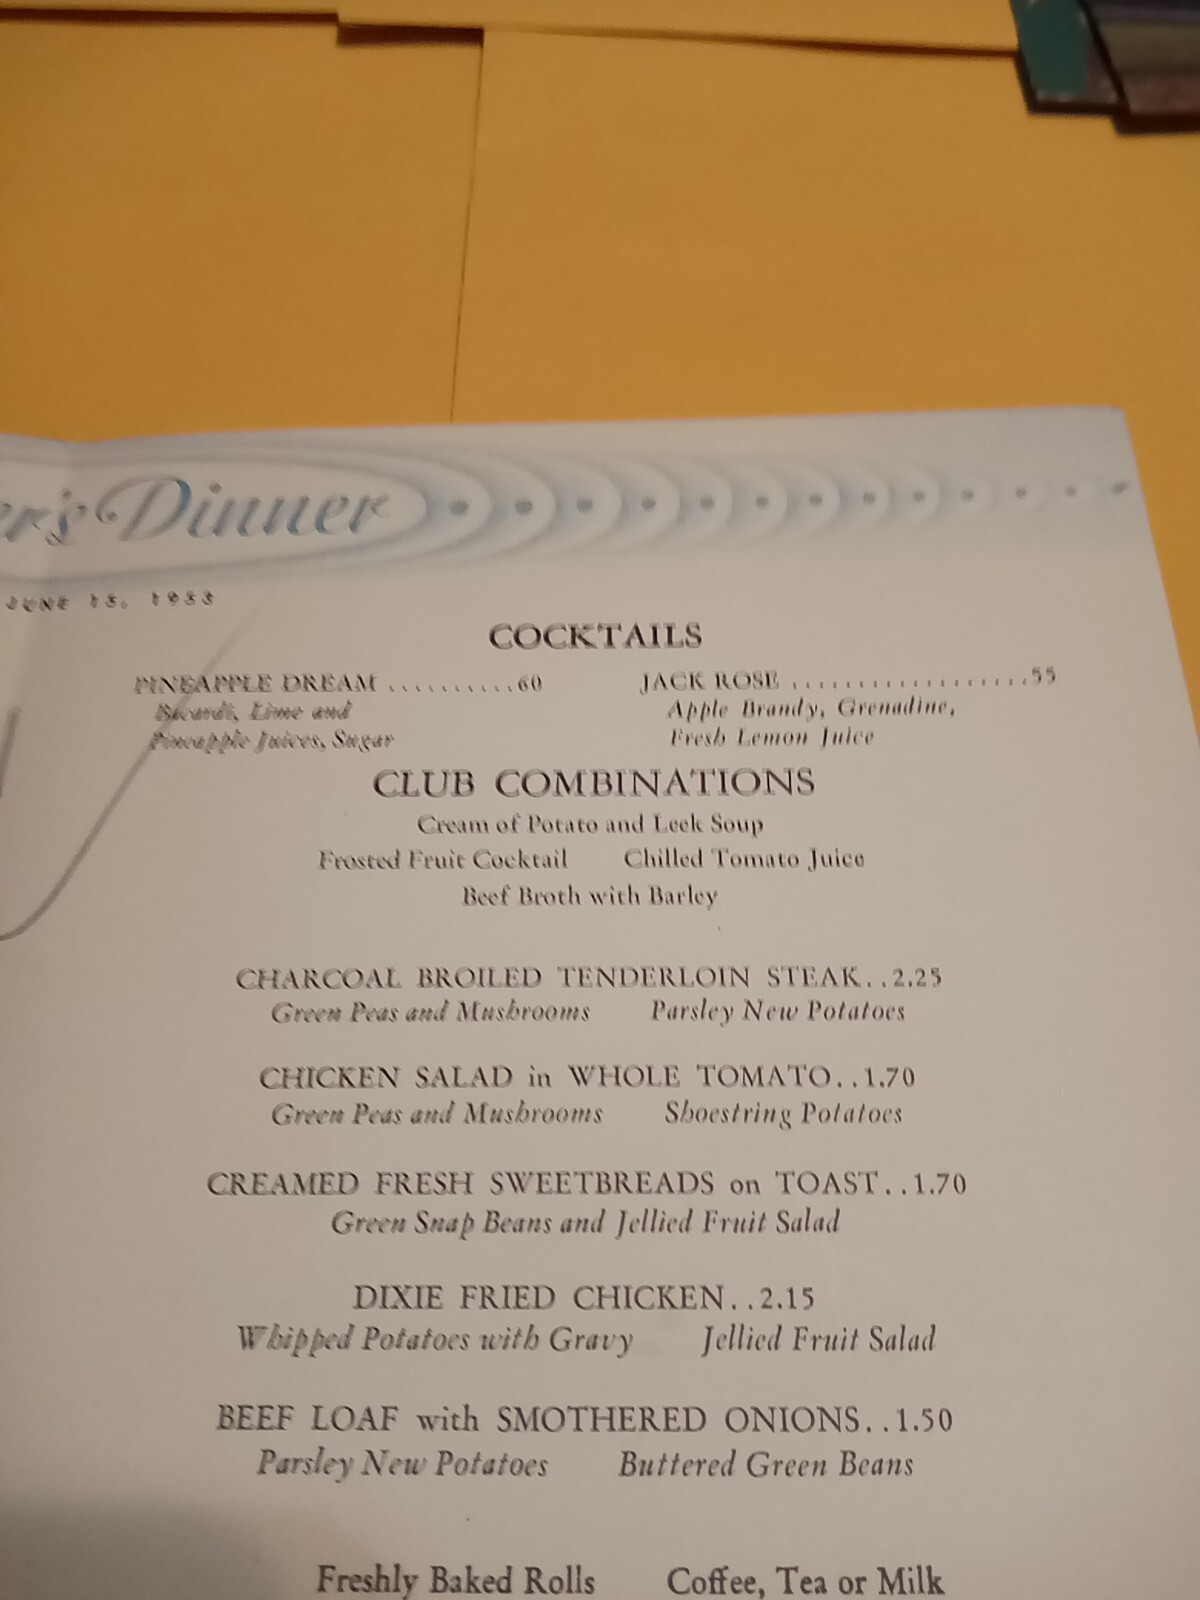 er's Dinner
JUNE 15, 1953
COCKTAILS
PINEAPPLE DREAM ..........60
Bacardi, Lime and
Pineapple Juices, Sugar
JACK ROSE ...................55
Apple Brandy, Grenadine,
Fresh Lemon Juice
CLUB COMBINATIONS
Cream of Potato and Leek Soup
Frosted Fruit Cocktail Chilled Tomato Juice
Beef Broth with Barley
CHARCOAL BROILED TENDERLOIN STEAK..2.25
Green Peas and Mushrooms Parsley New Potatoes
CHICKEN SALAD in WHOLE TOMATO..1.70
Green Peas and Mushrooms Shoestring Potatoes
CREAMED FRESH SWEETBREADS on TOAST..1.70
Green Snap Beans and Jellied Fruit Salad
DIXIE FRIED CHICKEN..2.15
Whipped Potatoes with Gravy Jellied Fruit Salad
BEEF LOAF with SMOTHERED ONIONS..1.50
Parsley New Potatoes Buttered Green Beans
Freshly Baked Rolls Coffee, Tea or Milk